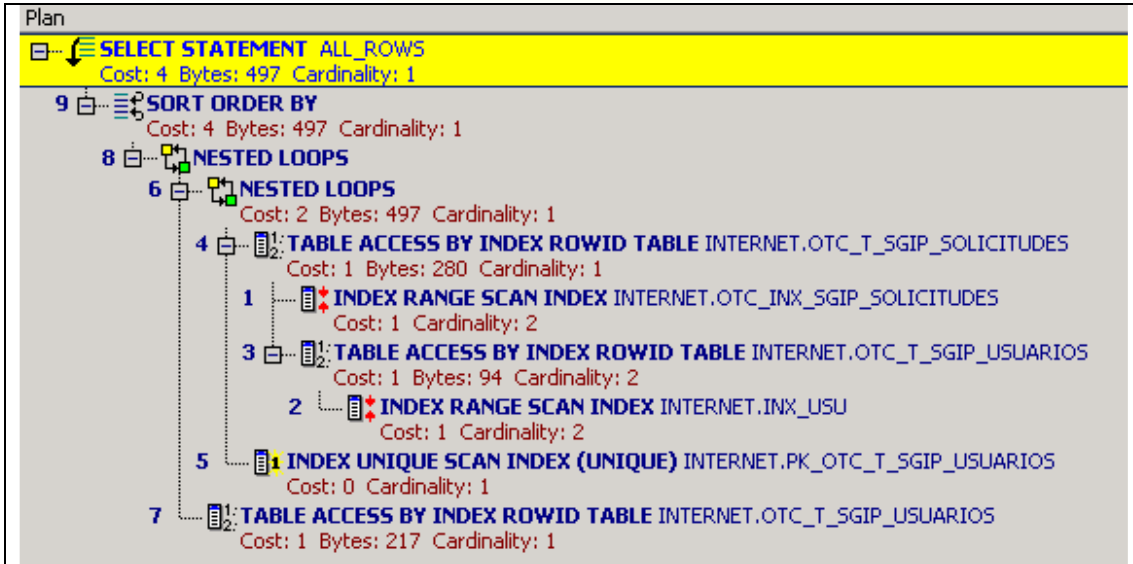 Plan
SELECT STATEMENT ALL_ROWS
Cost: 4 Bytes: 497 Cardinality: 1
9 SORT ORDER BY
Cost: 4 Bytes: 497 Cardinality: 1
8 NESTED LOOPS
6 NESTED LOOPS
Cost: 2 Bytes: 497 Cardinality: 1
4 TABLE ACCESS BY INDEX ROWID TABLE INTERNET.OTC_T_SGIP_SOLICITUDES
Cost: 1 Bytes: 280 Cardinality: 1
1 INDEX RANGE SCAN INDEX INTERNET.OTC_INX_SGIP_SOLICITUDES
Cost: 1 Cardinality: 2
3 TABLE ACCESS BY INDEX ROWID TABLE INTERNET.OTC_T_SGIP_USUARIOS
Cost: 1 Bytes: 94 Cardinality: 2
2 INDEX RANGE SCAN INDEX INTERNET.INX_USU
Cost: 1 Cardinality: 2
5 INDEX UNIQUE SCAN INDEX (UNIQUE) INTERNET.PK_OTC_T_SGIP_USUARIOS
Cost: 0 Cardinality: 1
7 TABLE ACCESS BY INDEX ROWID TABLE INTERNET.OTC_T_SGIP_USUARIOS
Cost: 1 Bytes: 217 Cardinality: 1